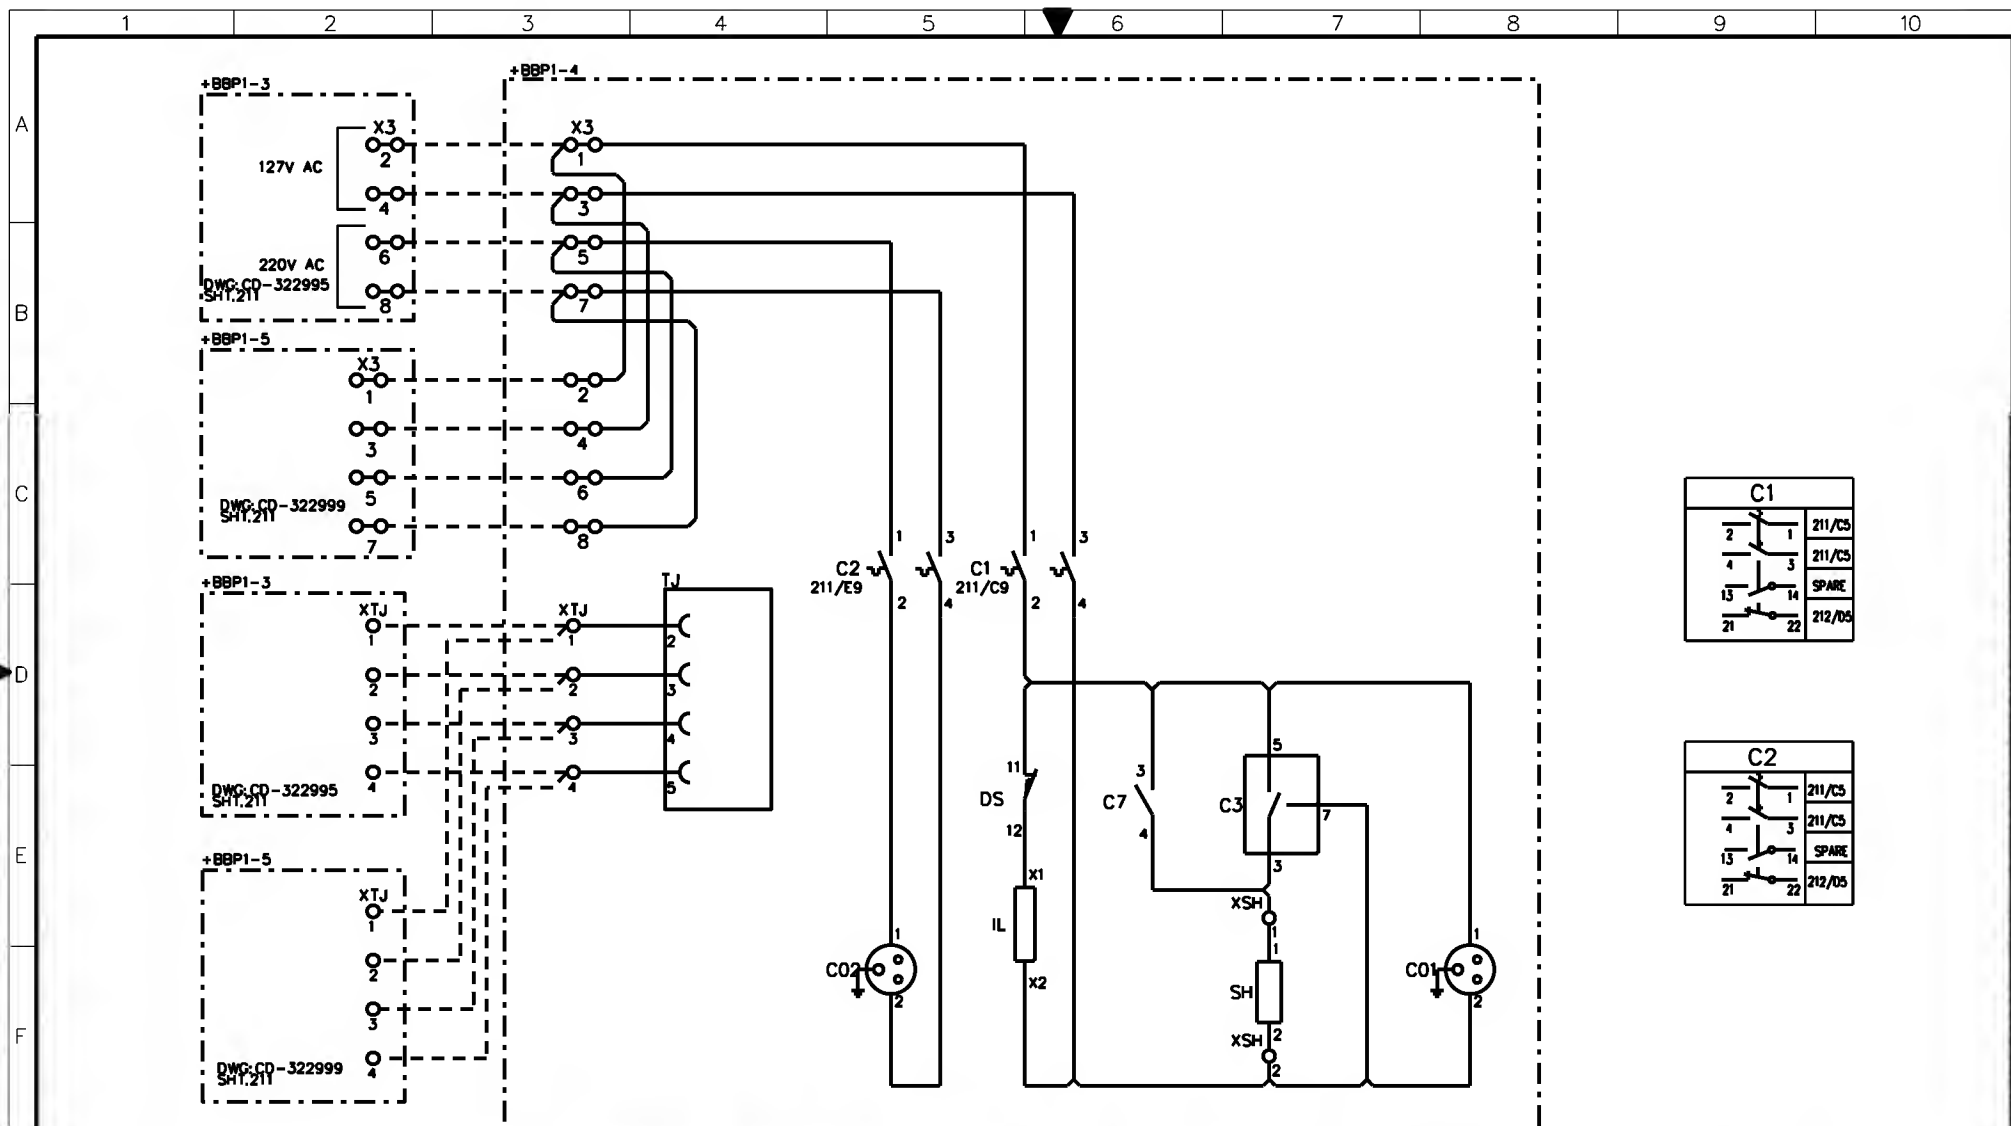 1 2 3 4 5 6 7 8 9 10
A
B
C
D
E
F
+BBP1-3
X3
2
4
6
8
127V AC
220V AC
DWG:CD-322995
SHT.211
+BBP1-5
X3
1
3
5
7
DWG:CD-322999
SHT.211
+BBP1-3
XTJ
1
2
3
4
DWG:CD-322995
SHT.211
+BBP1-5
XTJ
1
2
3
4
DWG:CD-322999
SHT.211
+BBP1-4
X3
1
3
5
7
2
4
6
8
XTJ
1
2
3
4
TJ
2
3
4
5
C2
211/E9
1
2
3
4
C1
211/C9
1
2
3
4
C02
1
2
11
DS
12
X1
IL
X2
3
C7
4
5
C3
7
3
XSH
1
1
SH
2
XSH
2
C01
1
2
C1
2 1 211/C5
4 3 211/C5
13 14 SPARE
21 22 212/D5
C2
2 1 211/C5
4 3 211/C5
13 14 SPARE
21 22 212/D5